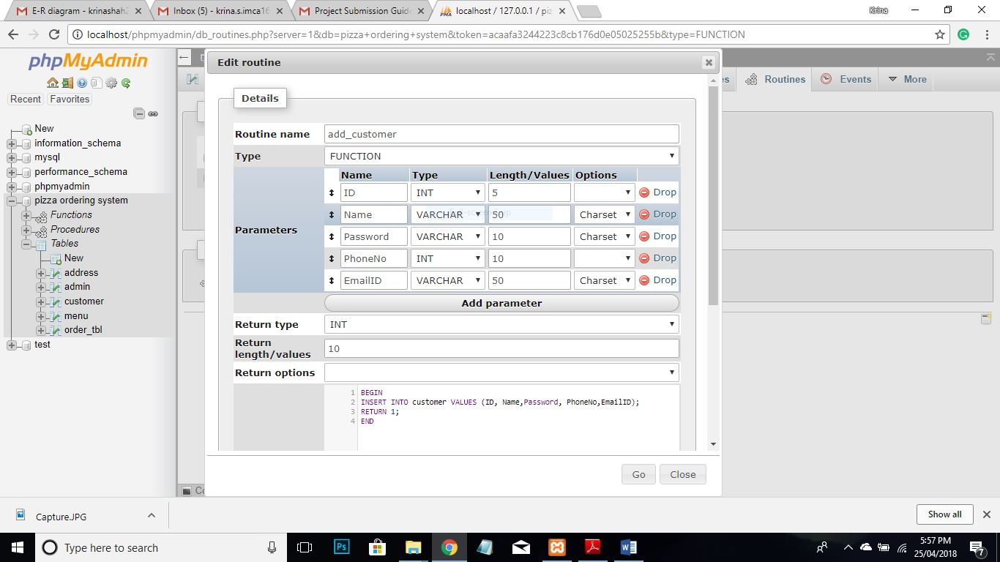 E-R diagram - krinashah2
Inbox (5) - krina.s.imca16
Project Submission Guid
localhost / 127.0.0.1 / piz
Krina
localhost/phpmyadmin/db_routines.php?server=1&db=pizza+ordering+system&token=acaafa3244223c82b176d0e05025255b&type=FUNCTION
phpMyAdmin
Recent
Favorites
New
information_schema
mysql
performance_schema
phpmyadmin
pizza ordering system
Functions
Procedures
Tables
New
address
admin
customer
menu
order_tbl
test
Routines
Events
More
Edit routine
Details
Routine name add_customer
Type FUNCTION
Parameters
Name Type Length/Values Options
ID INT 5 Drop
Name VARCHAR 50 Charset Drop
Password VARCHAR 10 Charset Drop
PhoneNo INT 10 Drop
EmailID VARCHAR 50 Charset Drop
Add parameter
Return type INT
Return length/values 10
Return options
1 BEGIN
2 INSERT INTO customer VALUES (ID, Name,Password, PhoneNo,EmailID);
3 RETURN 1;
4 END
Go Close
Capture.JPG
Show all
Type here to search
5:57 PM
25/04/2018
7